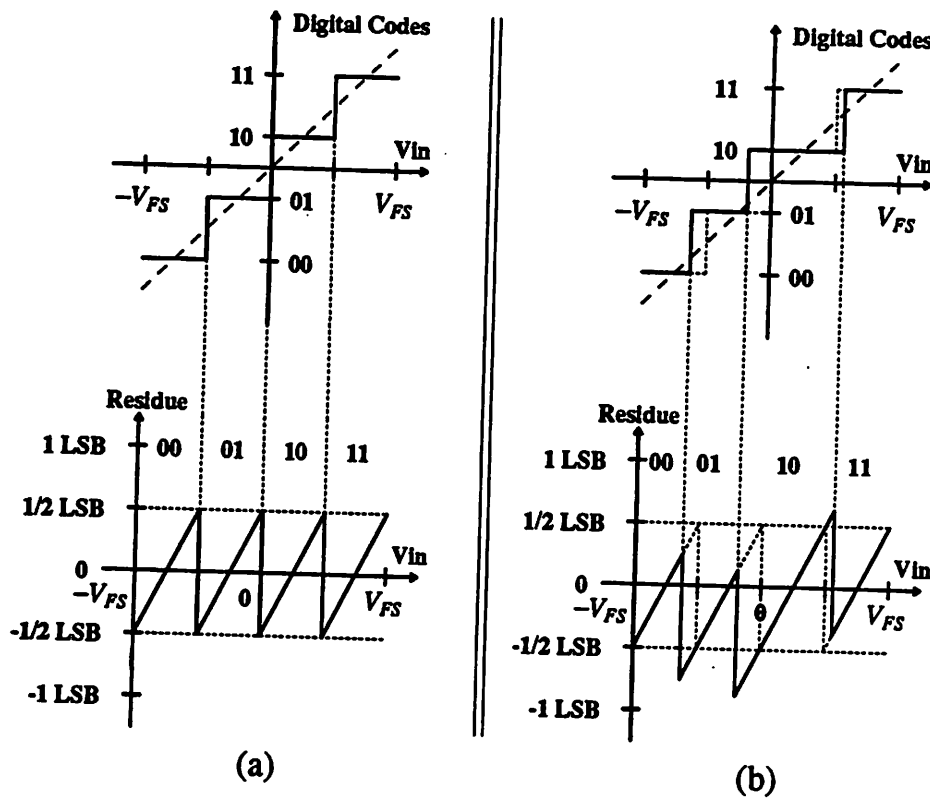 Digital Codes
11
10
Vin
-V_FS
01
V_FS
00
Residue
1 LSB
00
01
10
11
1/2 LSB
Vin
0
-V_FS
0
V_FS
-1/2 LSB
-1 LSB
(a)
Digital Codes
11
10
Vin
-V_FS
01
V_FS
00
Residue
1 LSB
00
01
10
11
1/2 LSB
Vin
0
-V_FS
0
V_FS
-1/2 LSB
-1 LSB
(b)